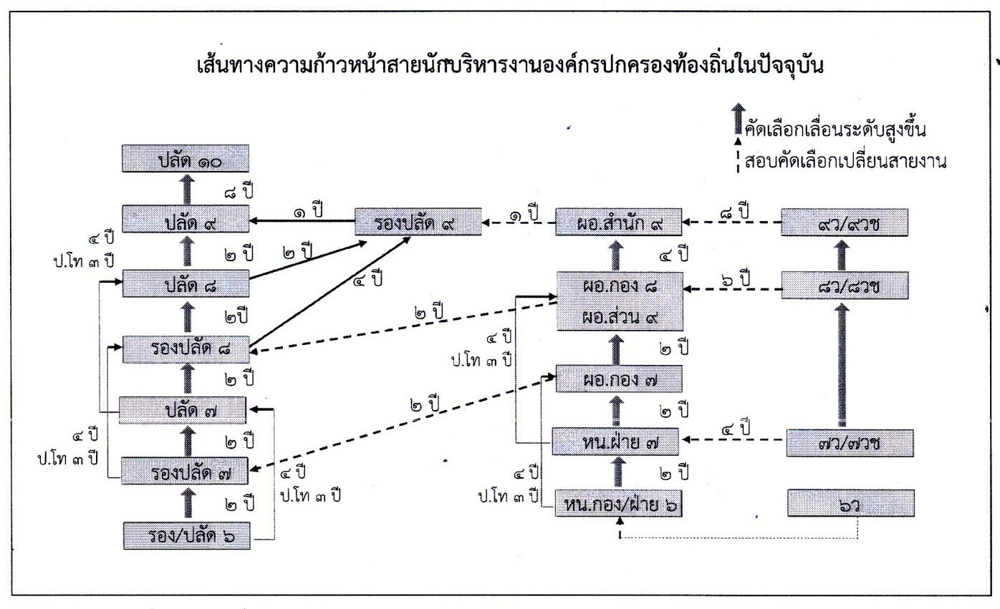 เส้นทางความก้าวหน้าสายนักบริหารงานองค์กรปกครองท้องถิ่นในปัจจุบัน
คัดเลือกเลื่อนระดับสูงขึ้น
สอบคัดเลือกเปลี่ยนสายงาน
ปลัด ๑๐
๘ ปี
ปลัด ๙
๑ ปี
รองปลัด ๙
๑ ปี
ผอ.สำนัก ๙
๘ ปี
๙ว/๙วช
๔ ปี
ป.โท ๓ ปี
๒ ปี
๒ ปี
๔ ปี
๔ ปี
ปลัด ๘
ผอ.กอง ๘
ผอ.ส่วน ๙
๖ ปี
๘ว/๘วช
๒ปี
๒ ปี
รองปลัด ๘
๔ ปี
ป.โท ๓ ปี
๒ ปี
๒ ปี
ผอ.กอง ๗
ปลัด ๗
๒ ปี
๒ ปี
๔ ปี
ป.โท ๓ ปี
๒ ปี
หน.ฝ่าย ๗
๔ ปี
๗ว/๗วช
รองปลัด ๗
๔ ปี
ป.โท ๓ ปี
๔ ปี
ป.โท ๓ ปี
๒ ปี
๒ ปี
หน.กอง/ฝ่าย ๖
๖ว
รอง/ปลัด ๖